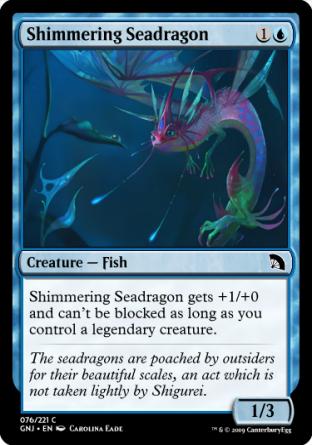 Shimmering Seadragon 1
Creature — Fish
Shimmering Seadragon gets +1/+0
and can't be blocked as long as you
control a legendary creature.
The seadragons are poached by outsiders
for their beautiful scales, an act which is
not taken lightly by Shigurei.
1/3
076/221 C
GNJ • EN Carolina Eade
™ & © 2019 CanterburyEgg